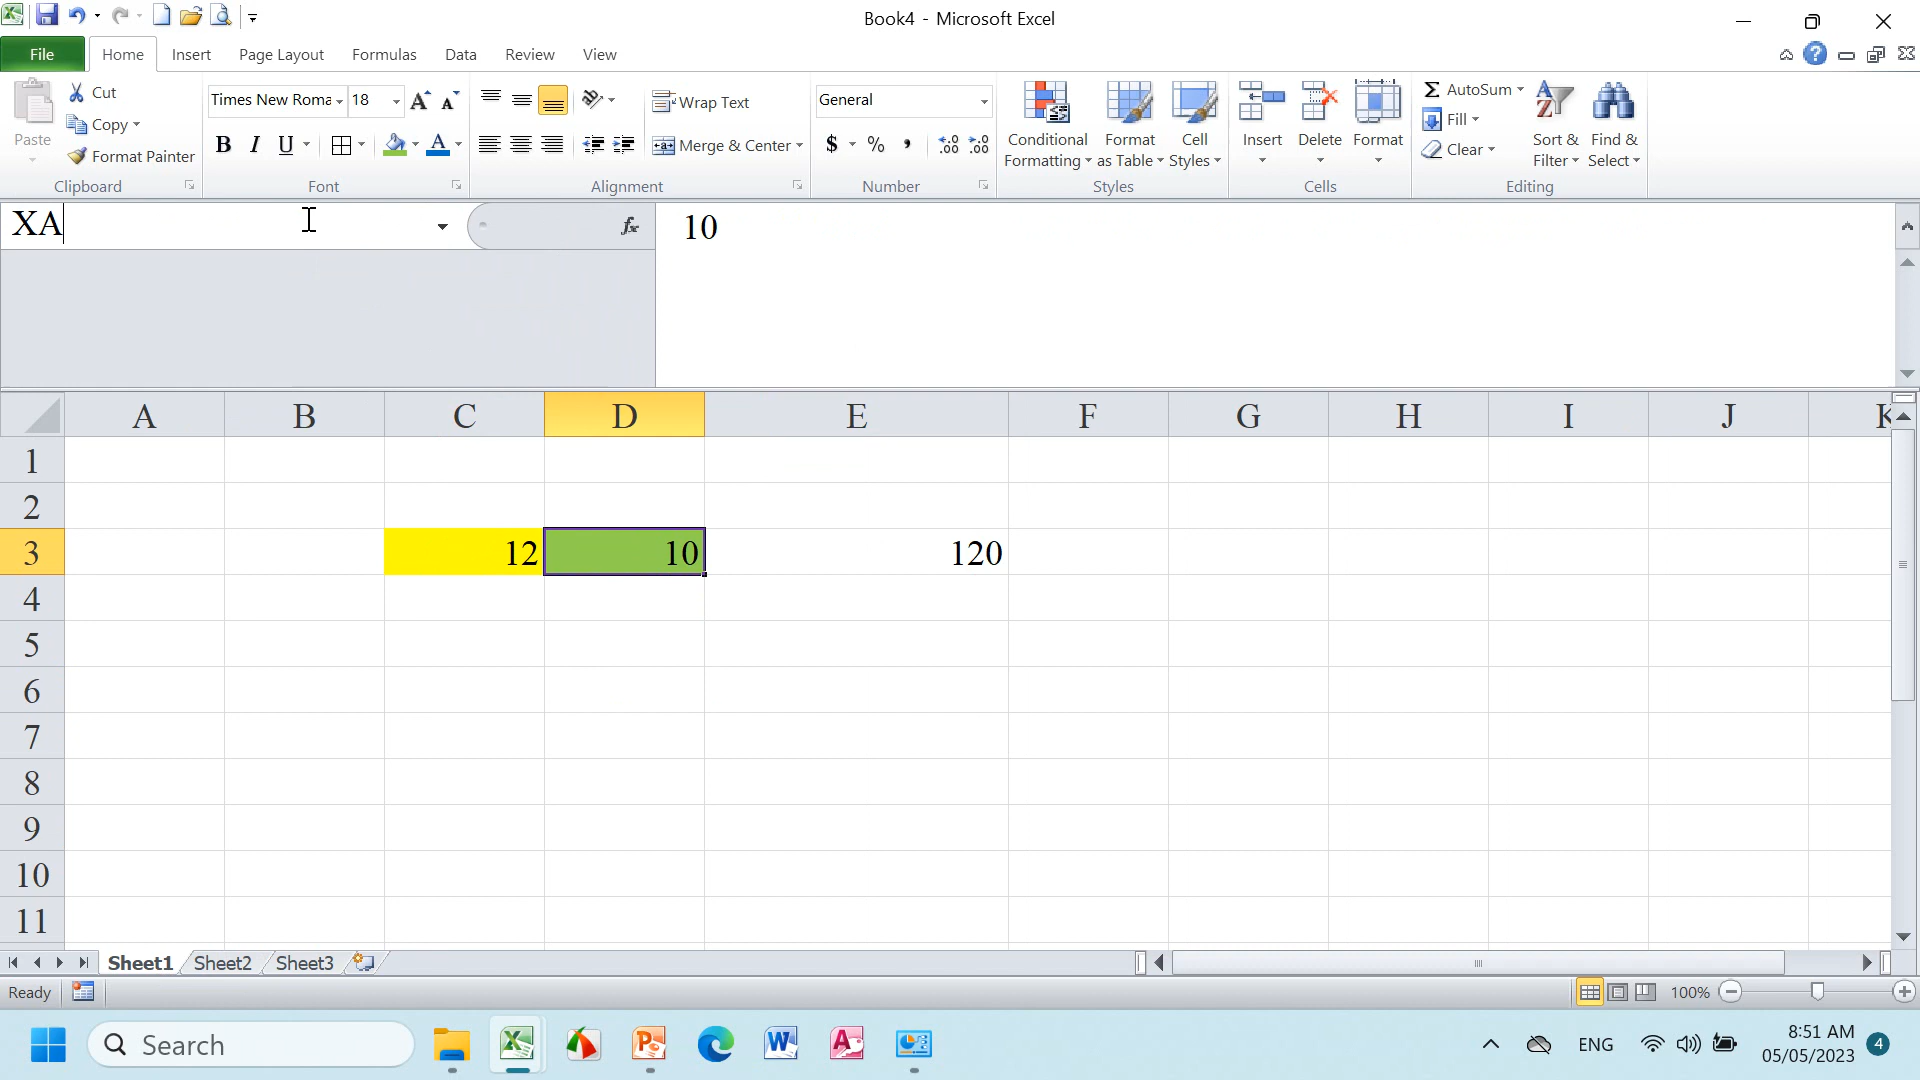 Book4 - Microsoft Excel
File Home Insert Page Layout Formulas Data Review View
Paste
Cut
Copy
Format Painter
Clipboard
Times New Roma 18
B I U
Font
Wrap Text
Merge & Center
Alignment
General
$ % ,
Number
Conditional Formatting
Format as Table
Cell Styles
Styles
Insert
Delete
Format
Cells
AutoSum
Fill
Clear
Sort & Filter
Find & Select
Editing
XA fx 10
A B C D E F G H I J K
1
2
3 12 10 120
4
5
6
7
8
9
10
11
Sheet1 Sheet2 Sheet3
Ready 100%
Search ENG 8:51 AM
05/05/2023 4